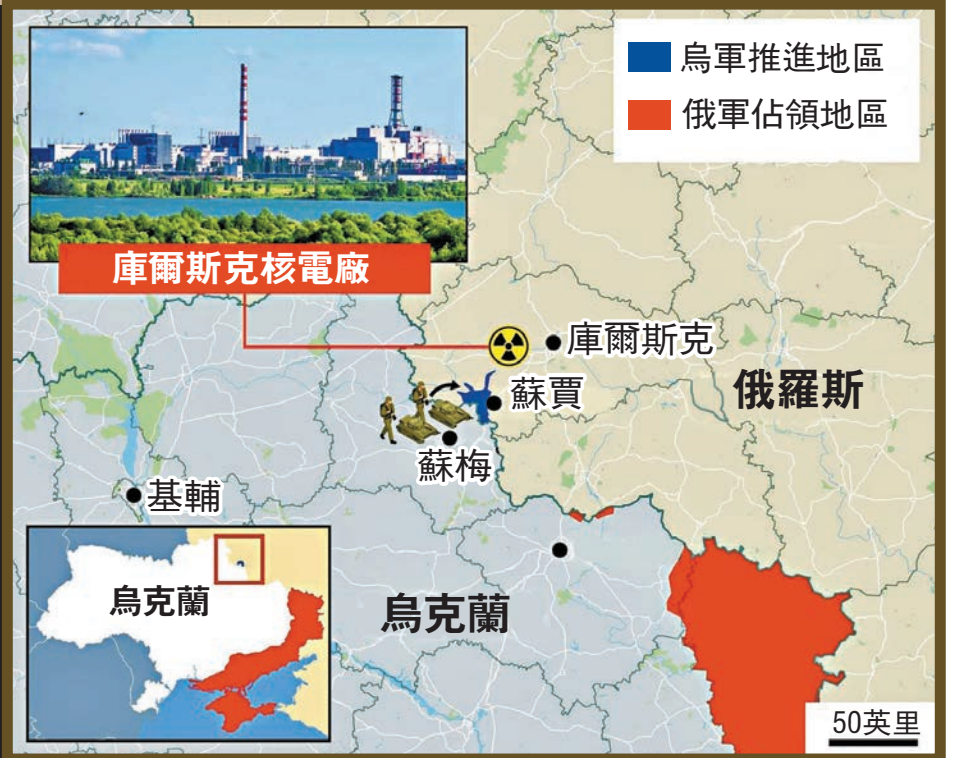 烏軍推進地區
俄軍佔領地區
庫爾斯克核電廠
庫爾斯克
蘇賈
俄羅斯
蘇梅
基輔
烏克蘭
烏克蘭
50英里